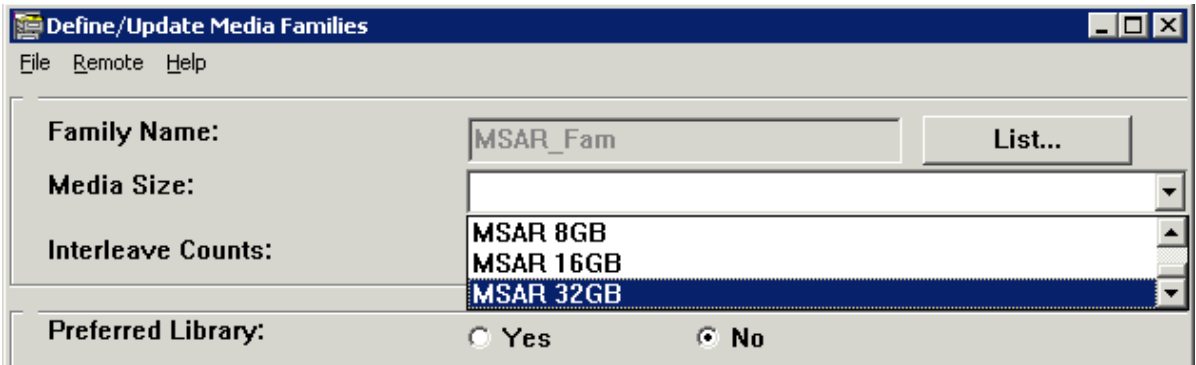 Define/Update Media Families
File Remote Help
Family Name: MSAR_Fam List...
Media Size:
MSAR 8GB
Interleave Counts: MSAR 16GB
MSAR 32GB
Preferred Library: Yes No